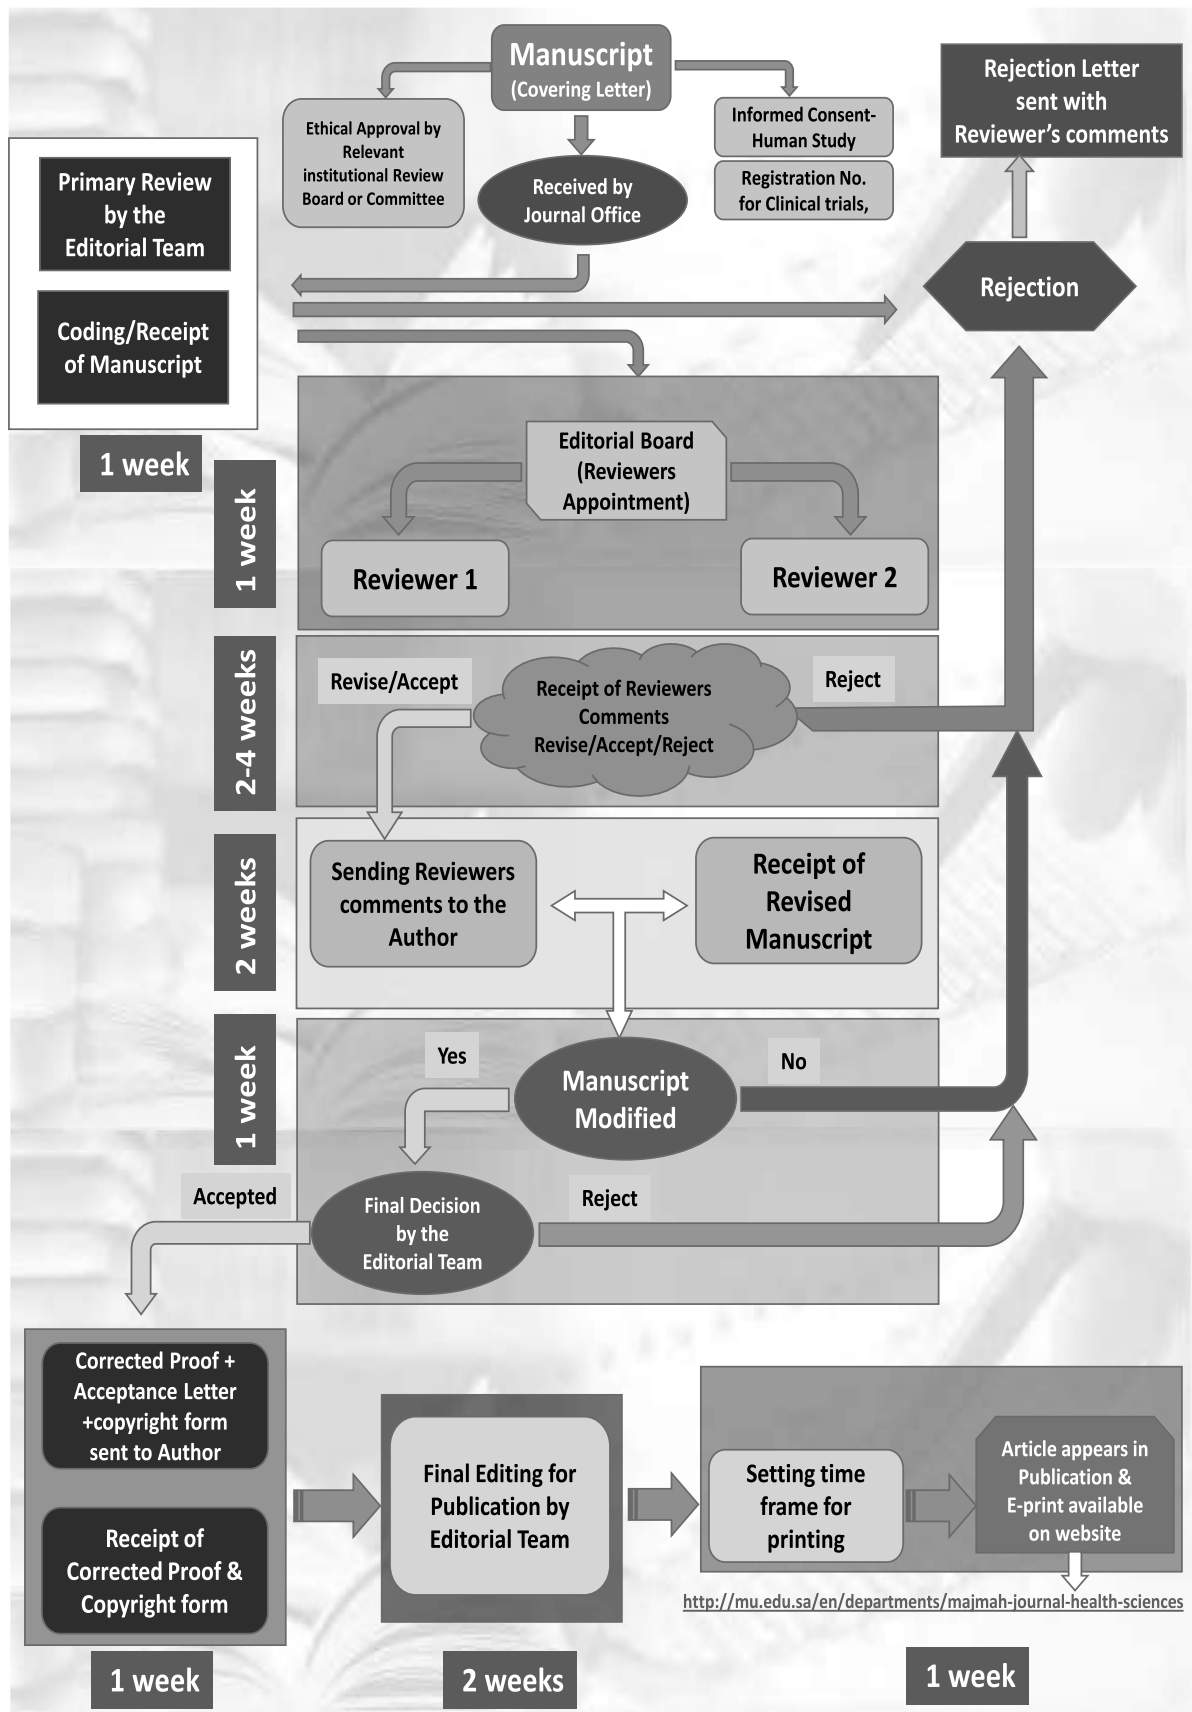 Manuscript
(Covering Letter)
Ethical Approval by
Relevant
institutional Review
Board or Committee
Informed Consent-
Human Study
Registration No.
for Clinical trials,
Received by
Journal Office
Rejection Letter
sent with
Reviewer's comments
Primary Review
by the
Editorial Team
Coding/Receipt
of Manuscript
1 week
Rejection
1 week
Editorial Board
(Reviewers
Appointment)
Reviewer 1
Reviewer 2
2-4 weeks
Revise/Accept
Receipt of Reviewers
Comments
Revise/Accept/Reject
Reject
2 weeks
Sending Reviewers
comments to the
Author
Receipt of
Revised
Manuscript
1 week
Yes
Manuscript
Modified
No
Accepted
Final Decision
by the
Editorial Team
Reject
Corrected Proof +
Acceptance Letter
+copyright form
sent to Author
Receipt of
Corrected Proof &
Copyright form
1 week
Final Editing for
Publication by
Editorial Team
2 weeks
Setting time
frame for
printing
Article appears in
Publication &
E-print available
on website
http://mu.edu.sa/en/departments/majmah-journal-health-sciences
1 week